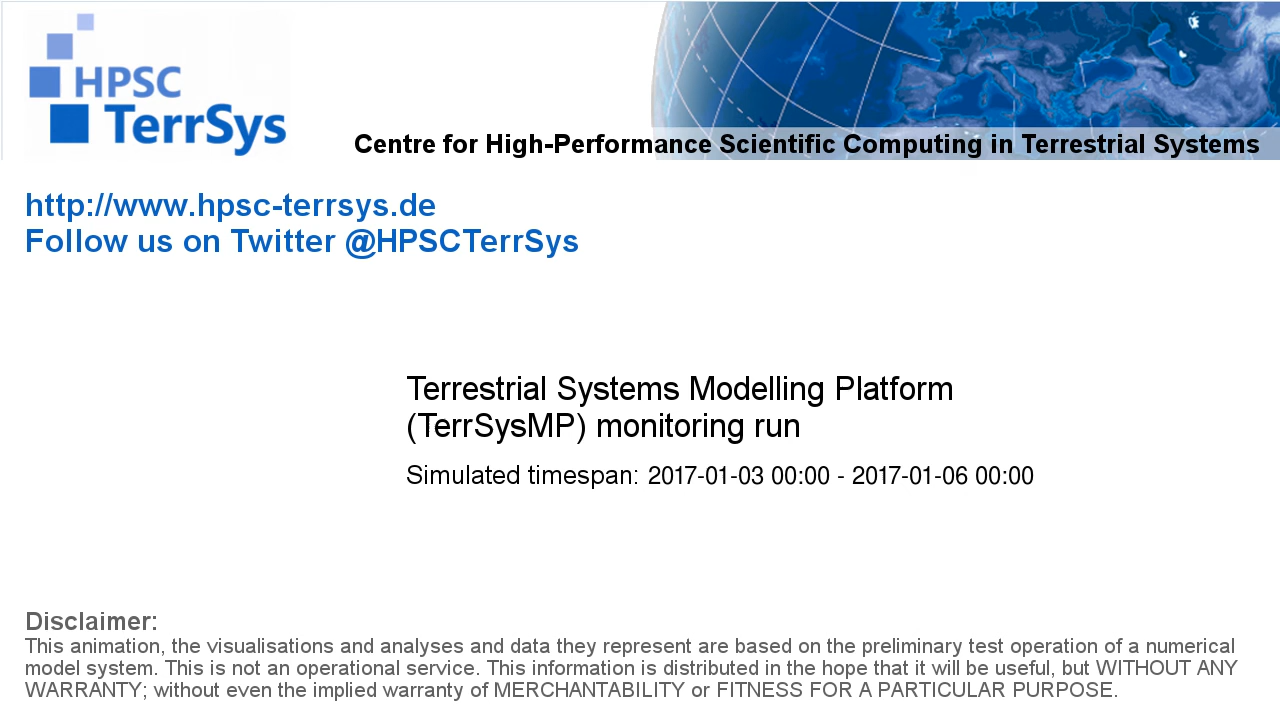 HPSC
TerrSys
Centre for High-Performance Scientific Computing in Terrestrial Systems
http://www.hpsc-terrsys.de
Follow us on Twitter @HPSCTerrSys
Terrestrial Systems Modelling Platform
(TerrSysMP) monitoring run
Simulated timespan: 2017-01-03 00:00 - 2017-01-06 00:00
Disclaimer:
This animation, the visualisations and analyses and data they represent are based on the preliminary test operation of a numerical
model system. This is not an operational service. This information is distributed in the hope that it will be useful, but WITHOUT ANY
WARRANTY; without even the implied warranty of MERCHANTABILITY or FITNESS FOR A PARTICULAR PURPOSE.